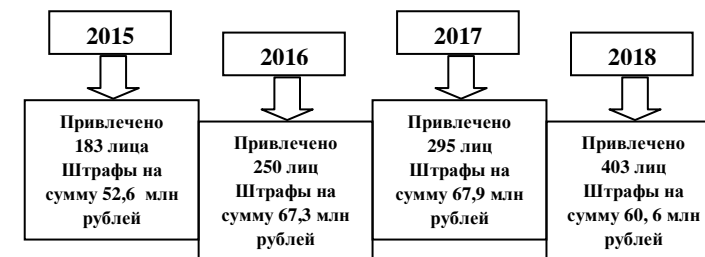 2015
Привлечено
183 лица
Штрафы на
сумму 52,6 млн
рублей
2016
Привлечено
250 лиц
Штрафы на
сумму 67,3 млн
рублей
2017
Привлечено
295 лиц
Штрафы на
сумму 67,9 млн
рублей
2018
Привлечено
403 лиц
Штрафы на
сумму 60, 6 млн
рублей